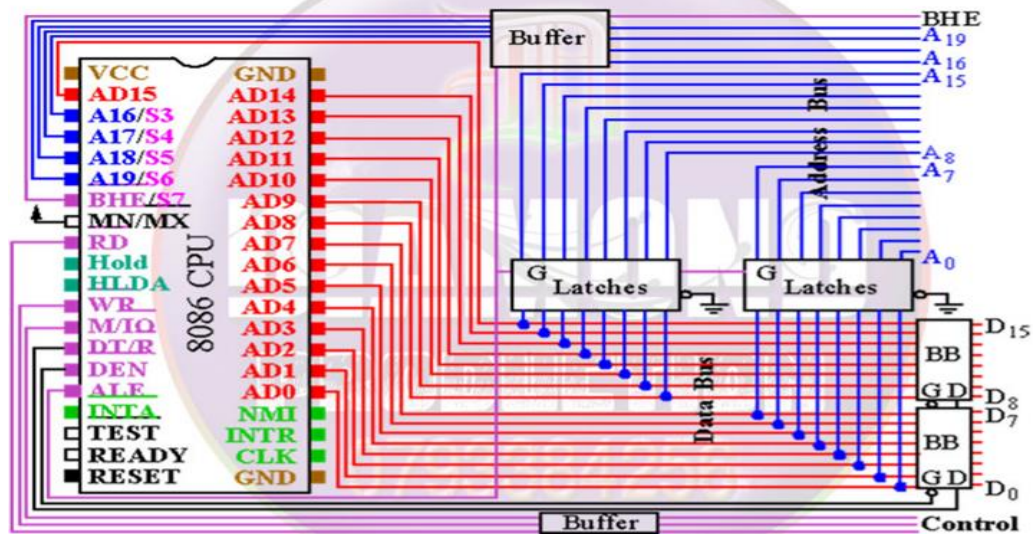 BHE
Buffer
A19
A16
A15
VCC GND
AD15 AD14
A16/S3 AD13
A17/S4 AD12
A18/S5 AD11
A19/S6 AD10
BHE/S7 AD9
MN/MX AD8
RD AD7
Hold AD6
HLDA AD5
WR AD4
M/IO AD3
DT/R AD2
DEN AD1
ALE AD0
INTA NMI
TEST INTR
READY CLK
RESET GND
8086 CPU
Address Bus
A8
A7
A0
G
Latches
G
Latches
Data Bus
D15
BB
G D
D8
D7
BB
G D
D0
Buffer
Control